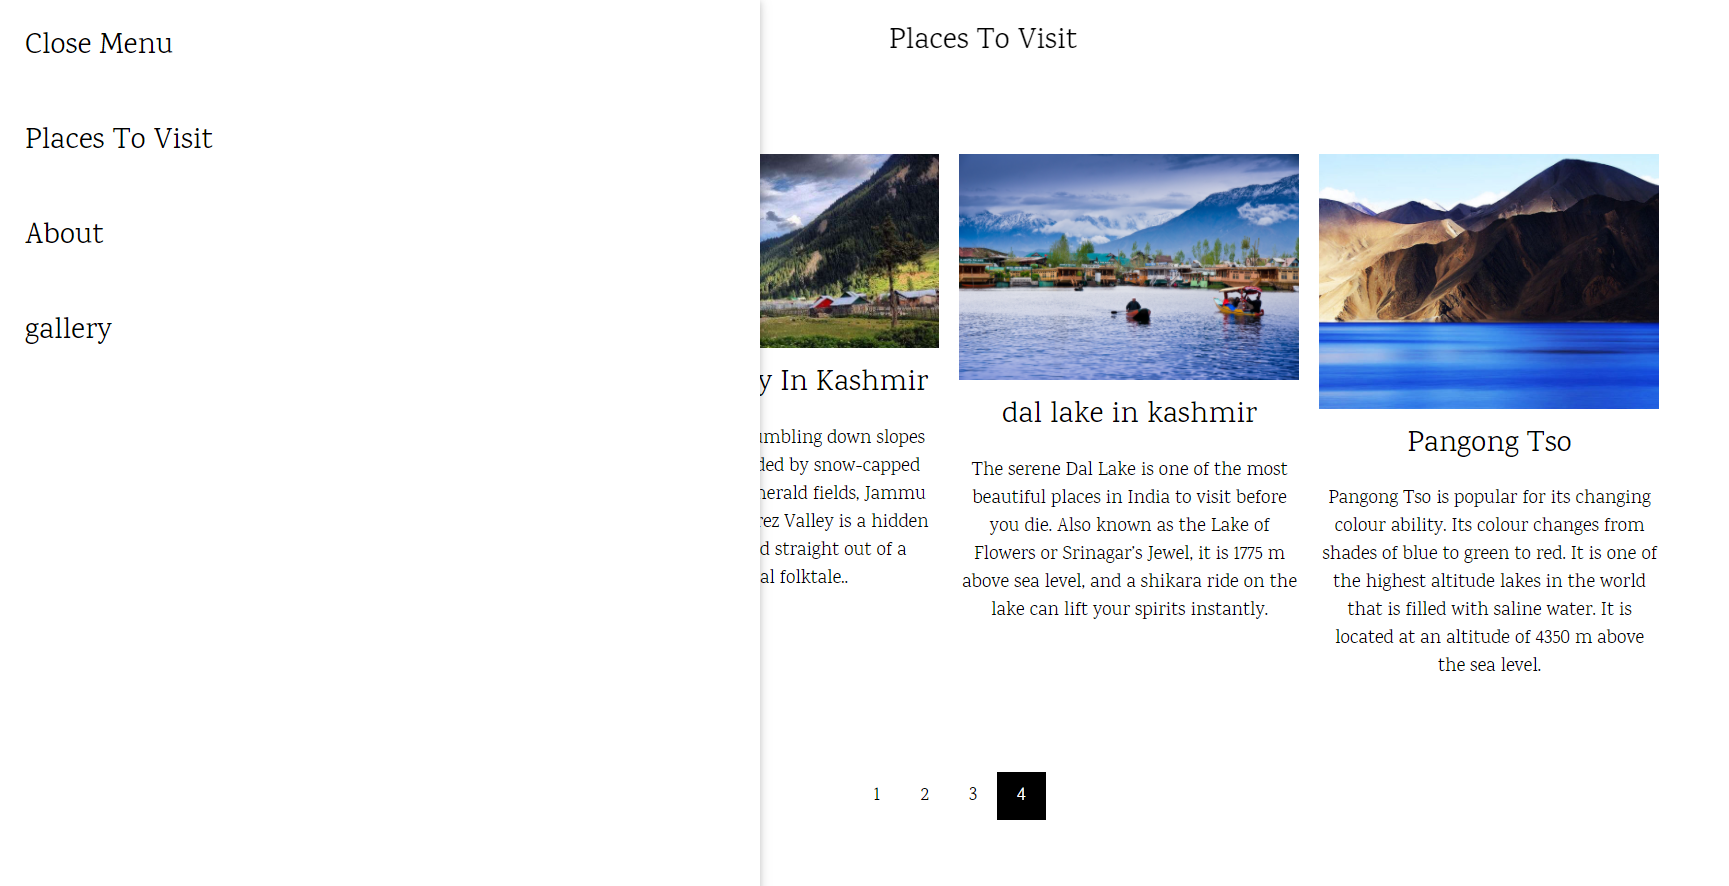 Close Menu
Places To Visit
About
gallery
Places To Visit
y In Kashmir
umbling down slopes
ded by snow-capped
herald fields, Jammu
rez Valley is a hidden
d straight out of a
al folktale..
dal lake in kashmir
The serene Dal Lake is one of the most
beautiful places in India to visit before
you die. Also known as the Lake of
Flowers or Srinagar’s Jewel, it is 1775 m
above sea level, and a shikara ride on the
lake can lift your spirits instantly.
Pangong Tso
Pangong Tso is popular for its changing
colour ability. Its colour changes from
shades of blue to green to red. It is one of
the highest altitude lakes in the world
that is filled with saline water. It is
located at an altitude of 4350 m above
the sea level.
1 2 3 4